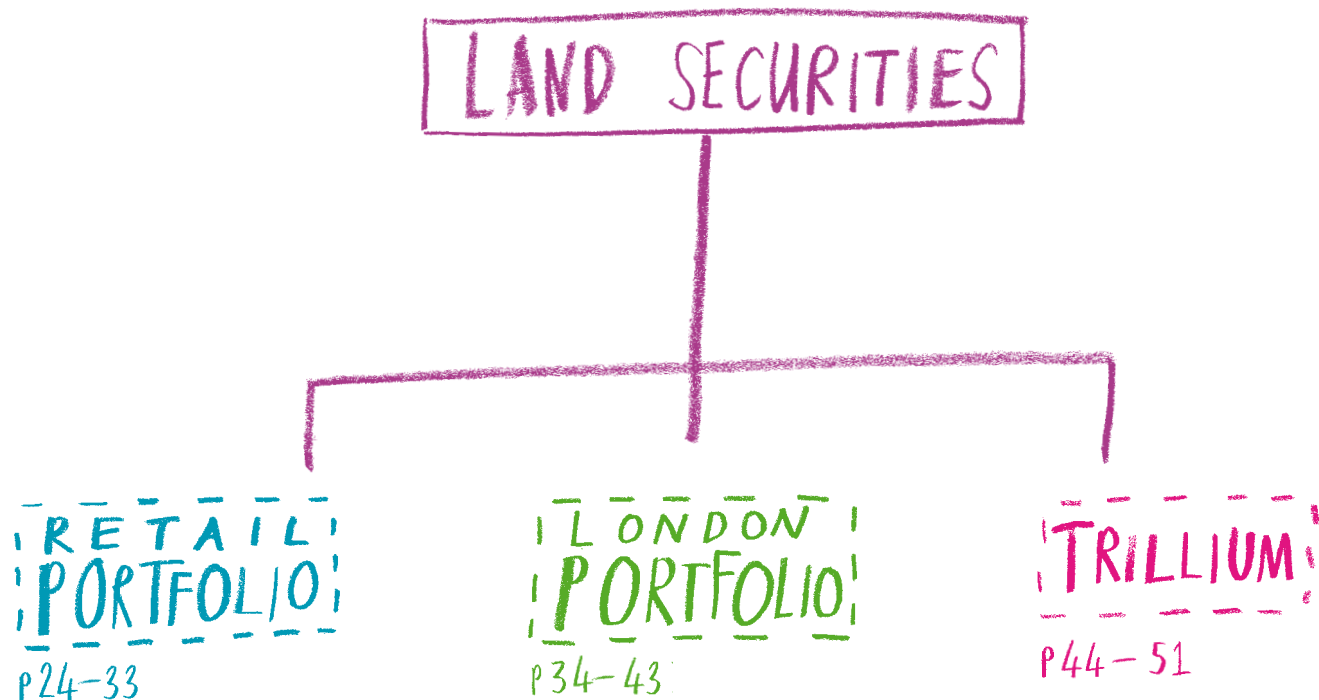 LAND SECURITIES
RETAIL
PORTFOLIO
p24-33
LONDON
PORTFOLIO
p34-43
TRILLIUM
p44-51